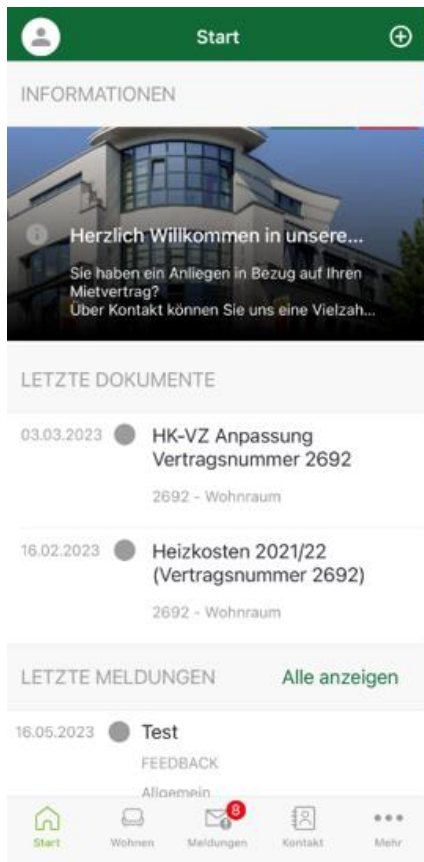 Start
INFORMATIONEN
Herzlich Willkommen in unsere...
Sie haben ein Anliegen in Bezug auf Ihren
Mietvertrag?
Über Kontakt können Sie uns eine Vielzah...
LETZTE DOKUMENTE
03.03.2023 HK-VZ Anpassung
Vertragsnummer 2692
2692 - Wohnraum
16.02.2023 Heizkosten 2021/22
(Vertragsnummer 2692)
2692 - Wohnraum
LETZTE MELDUNGEN Alle anzeigen
16.05.2023 Test
FEEDBACK
Allgemein
8
Start Wohnen Meldungen Kontakt Mehr